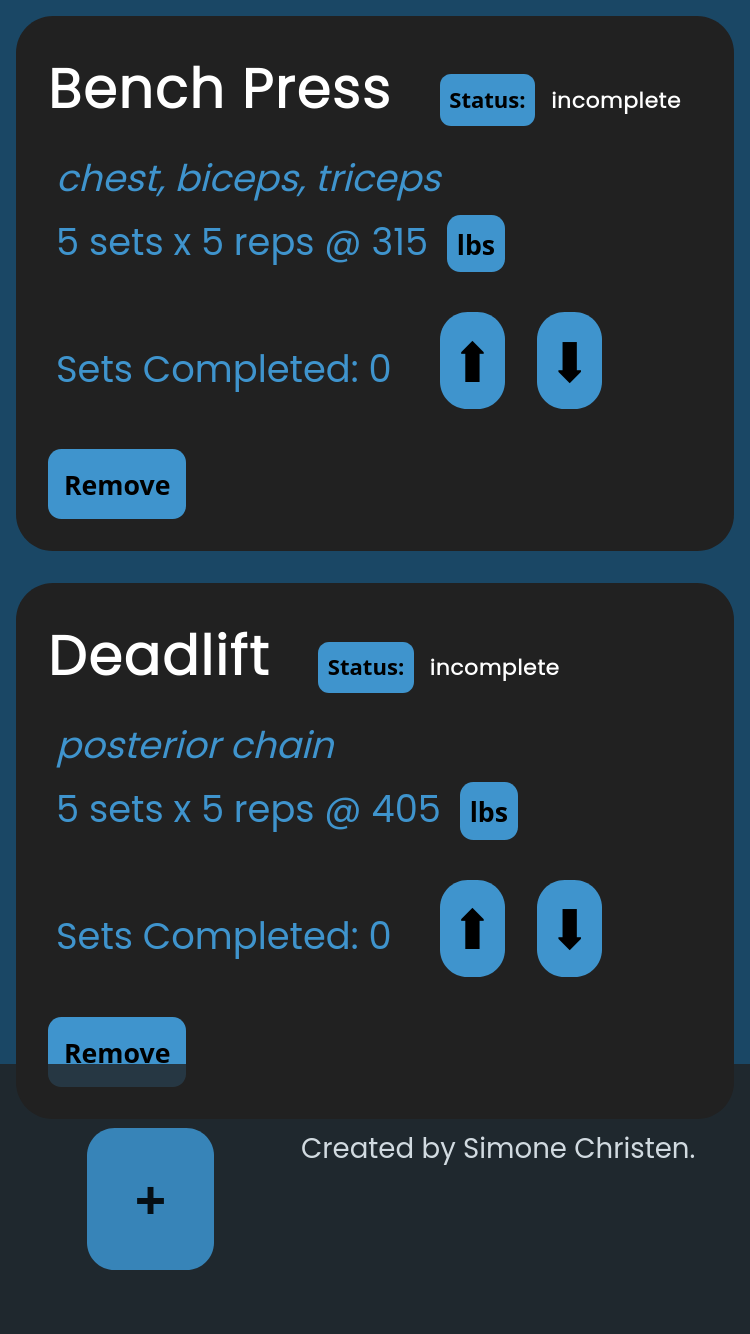 Bench Press Status: incomplete
chest, biceps, triceps
5 sets x 5 reps @ 315 lbs
Sets Completed: 0 ⬆ ⬇
Remove
Deadlift Status: incomplete
posterior chain
5 sets x 5 reps @ 405 lbs
Sets Completed: 0 ⬆ ⬇
Remove
+ Created by Simone Christen.